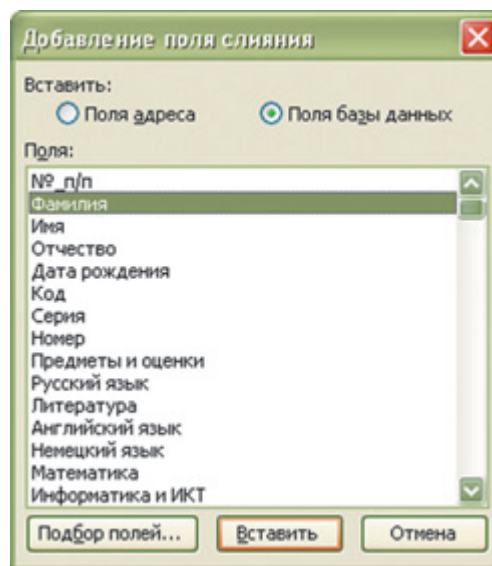 Добавление поля слияния
Вставить:
Поля адреса Поля базы данных
Поля:
№_п/п
Фамилия
Имя
Отчество
Дата рождения
Код
Серия
Номер
Предметы и оценки
Русский язык
Литература
Английский язык
Немецкий язык
Математика
Информатика и ИКТ
Подбор полей... Вставить Отмена